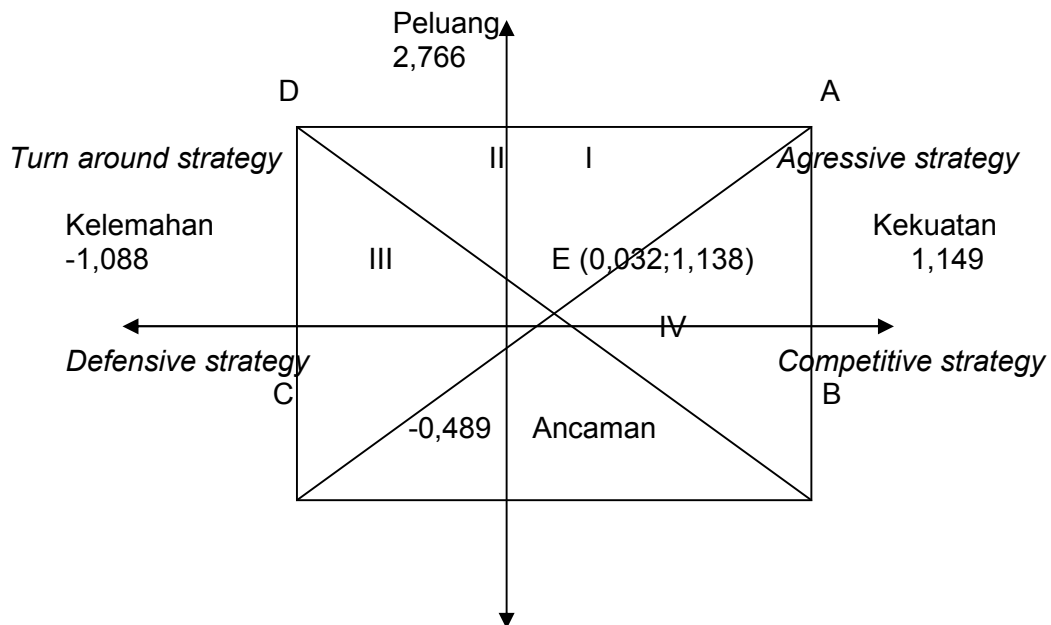 Peluang
2,766
D
A
Turn around strategy
II
I
Agressive strategy
Kelemahan
-1,088
III
E (0,032;1,138)
Kekuatan
1,149
IV
Defensive strategy
Competitive strategy
C
B
-0,489
Ancaman